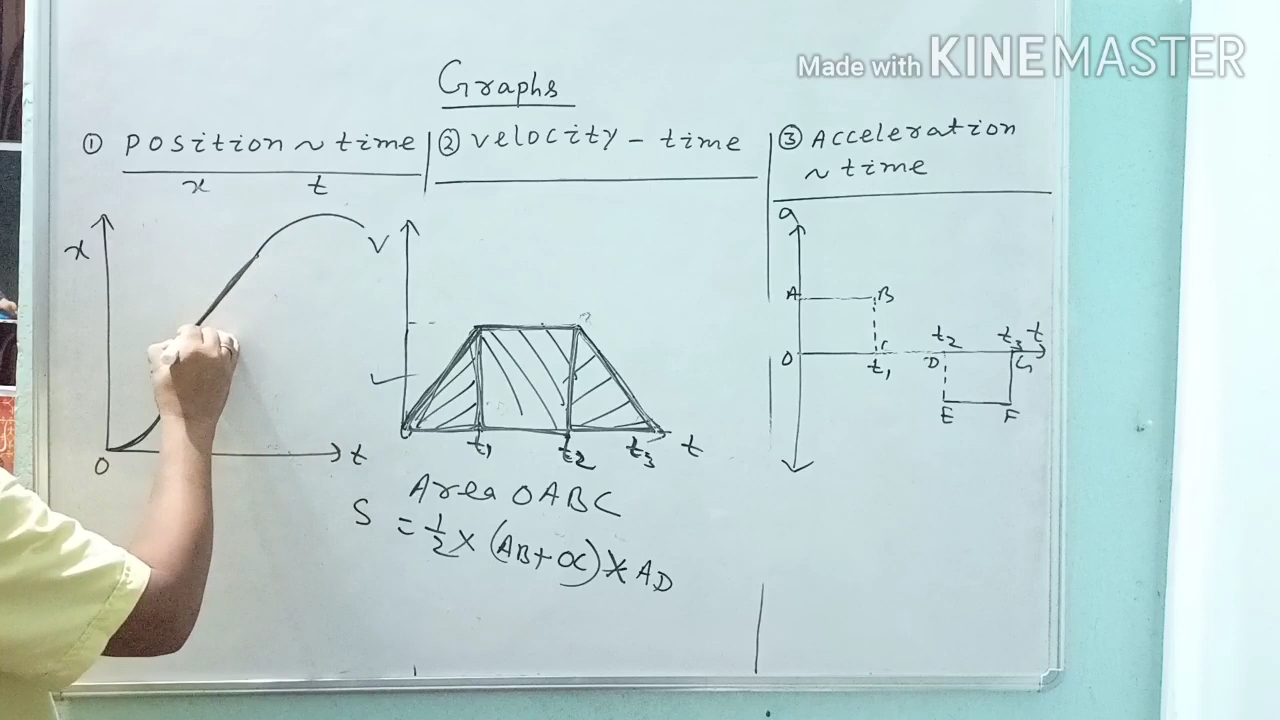 Made with KINEMASTER
Graphs
① Position ~ time
x t
② Velocity - time
③ Acceleration
~ time
x
O
t
V
t₁ t₂ t₃ t
Area OABC
S = 1/2 × (AB + OC) × AD
a
A B
O t₁ D t₂ t₃ G t
E F